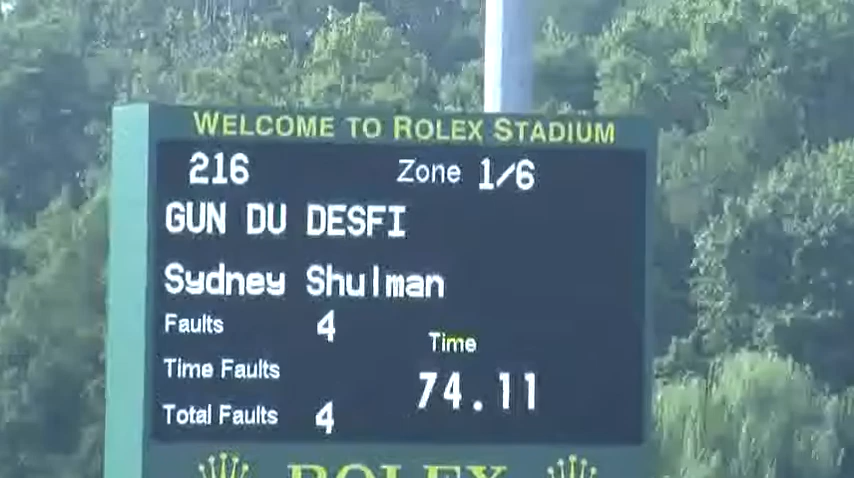 WELCOME TO ROLEX STADIUM
216 Zone 1/6
GUN DU DESFI
Sydney Shulman
Faults 4
Time
Time Faults
74.11
Total Faults 4
ROLEX